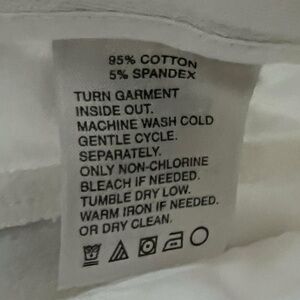 95% COTTON
5% SPANDEX
TURN GARMENT
INSIDE OUT.
MACHINE WASH COLD
GENTLE CYCLE.
SEPARATELY.
ONLY NON-CHLORINE
BLEACH IF NEEDED.
TUMBLE DRY LOW.
WARM IRON IF NEEDED.
OR DRY CLEAN.